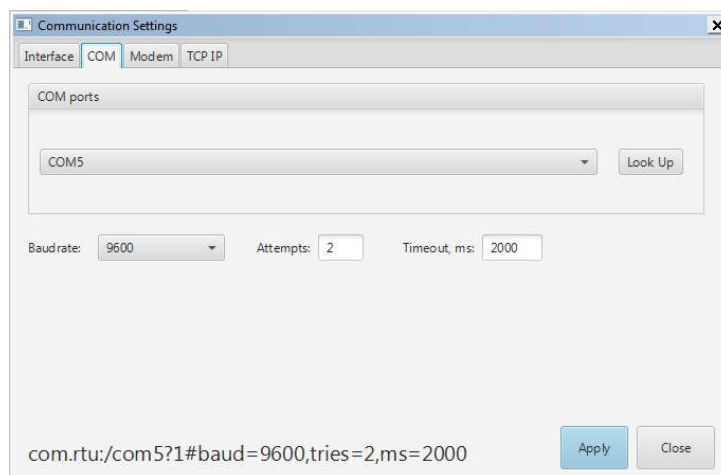 Communication Settings
Interface COM Modem TCP IP
COM ports
COM5 Look Up
Baudrate: 9600 Attempts: 2 Timeout, ms: 2000
com.rtu:/com5?1#baud=9600,tries=2,ms=2000 Apply Close